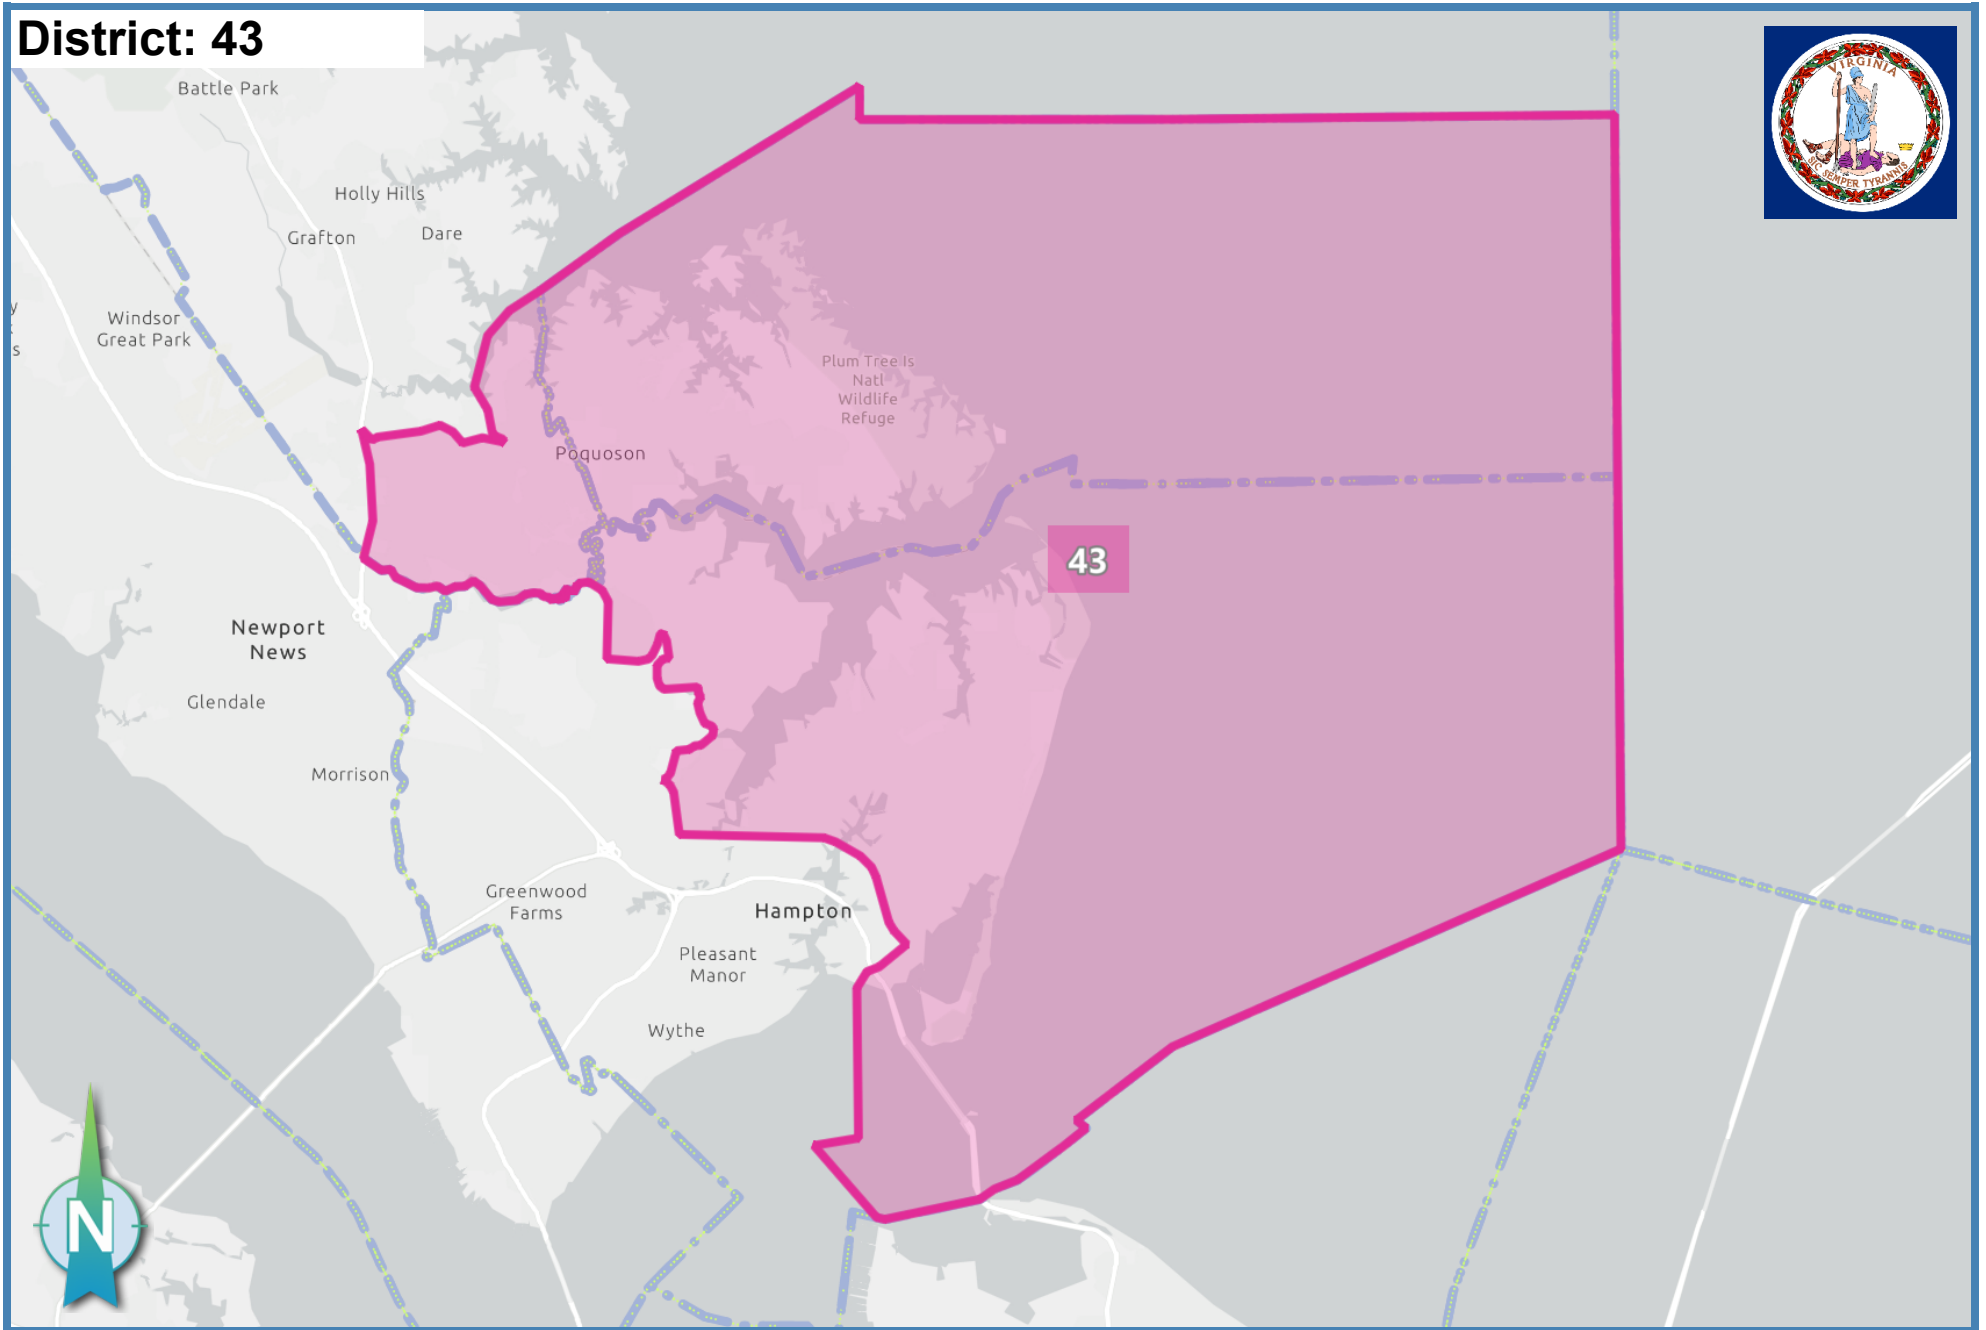 District: 43
Battle Park
VIRGINIA
SIC SEMPER TYRANNIS
Holly Hills
Grafton
Dare
Windsor
Great Park
y
s
Plum Tree Is
Natl
Wildlife
Refuge
Poquoson
43
Newport
News
Glendale
Morrison
Greenwood
Farms
Hampton
Pleasant
Manor
Wythe
N